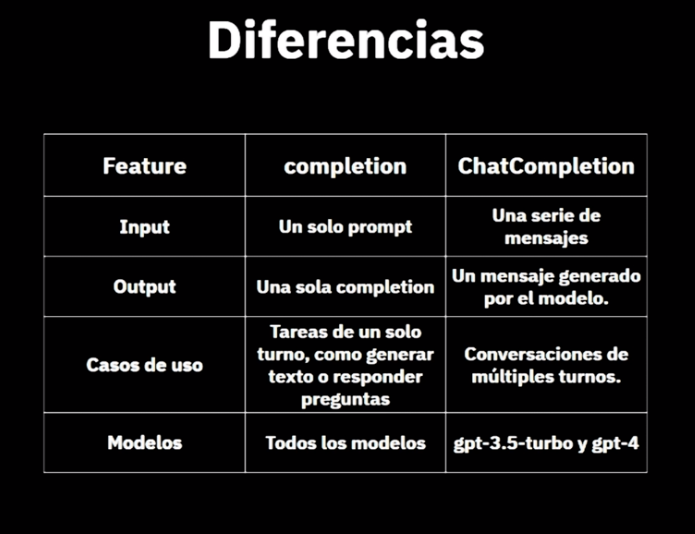 Diferencias
Feature
completion
ChatCompletion
Input
Un solo prompt
Una serie de
mensajes
Output
Una sola completion
Un mensaje generado
por el modelo.
Casos de uso
Tareas de un solo
turno, como generar
texto o responder
preguntas
Conversaciones de
múltiples turnos.
Modelos
Todos los modelos
gpt-3.5-turbo y gpt-4